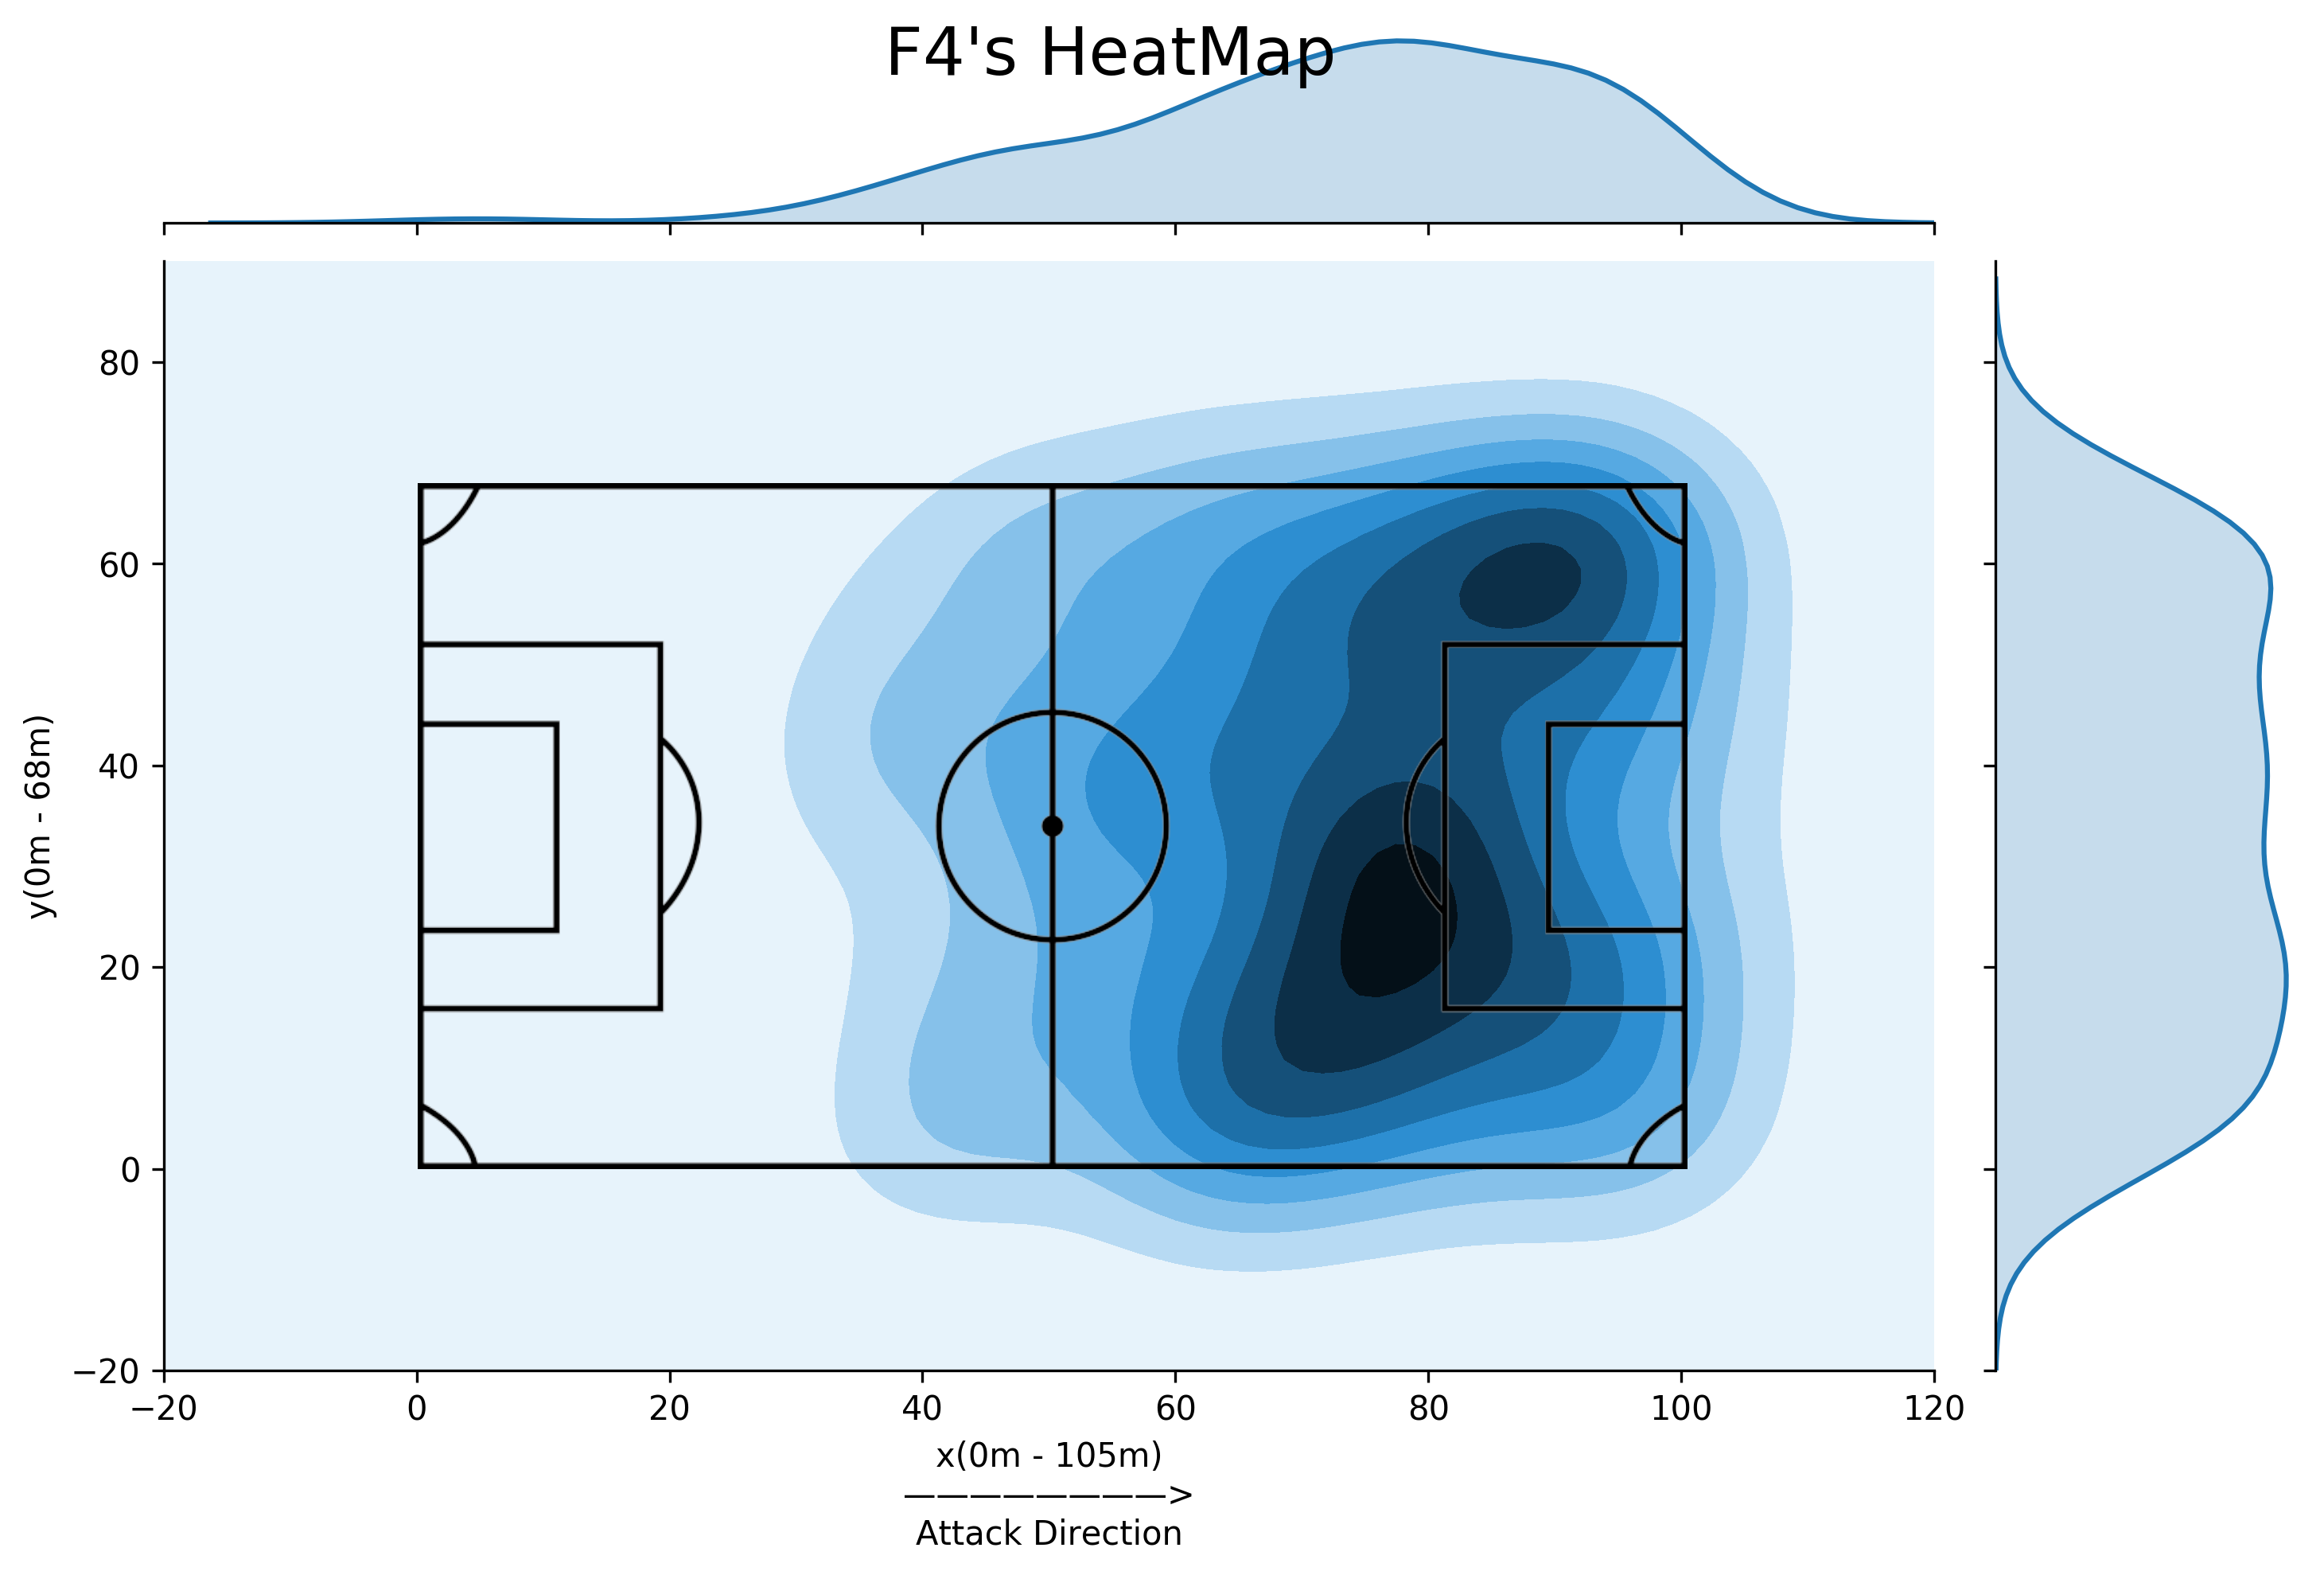 F4's HeatMap
80
60
40
20
0
−20
y(0m - 68m)
−20 0 20 40 60 80 100 120
x(0m - 105m)
————————>
Attack Direction